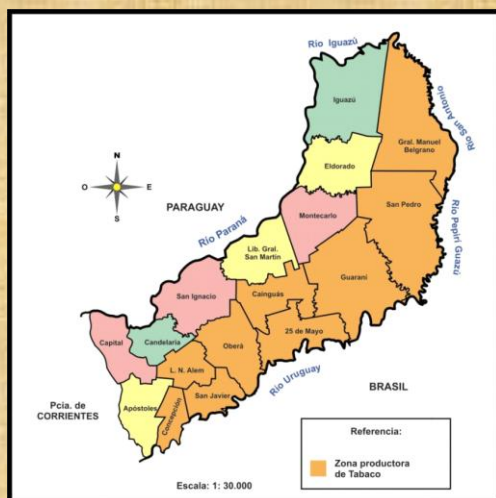 Río Iguazú
Iguazú
Río San Antonio
Gral. Manuel
Belgrano
Eldorado
N
O
E
S
PARAGUAY
San Pedro
Montecarlo
Río Pepirí Guazú
Río Paraná
Lib. Gral.
San Martín
Guaraní
San Ignacio
Cainguás
25 de Mayo
Capital
Candelaria
Oberá
L. N. Alem
Río Uruguay
San Javier
BRASIL
Apóstoles
Concepción
Pcía. de
CORRIENTES
Referencia:
Zona productora
de Tabaco
Escala: 1: 30.000